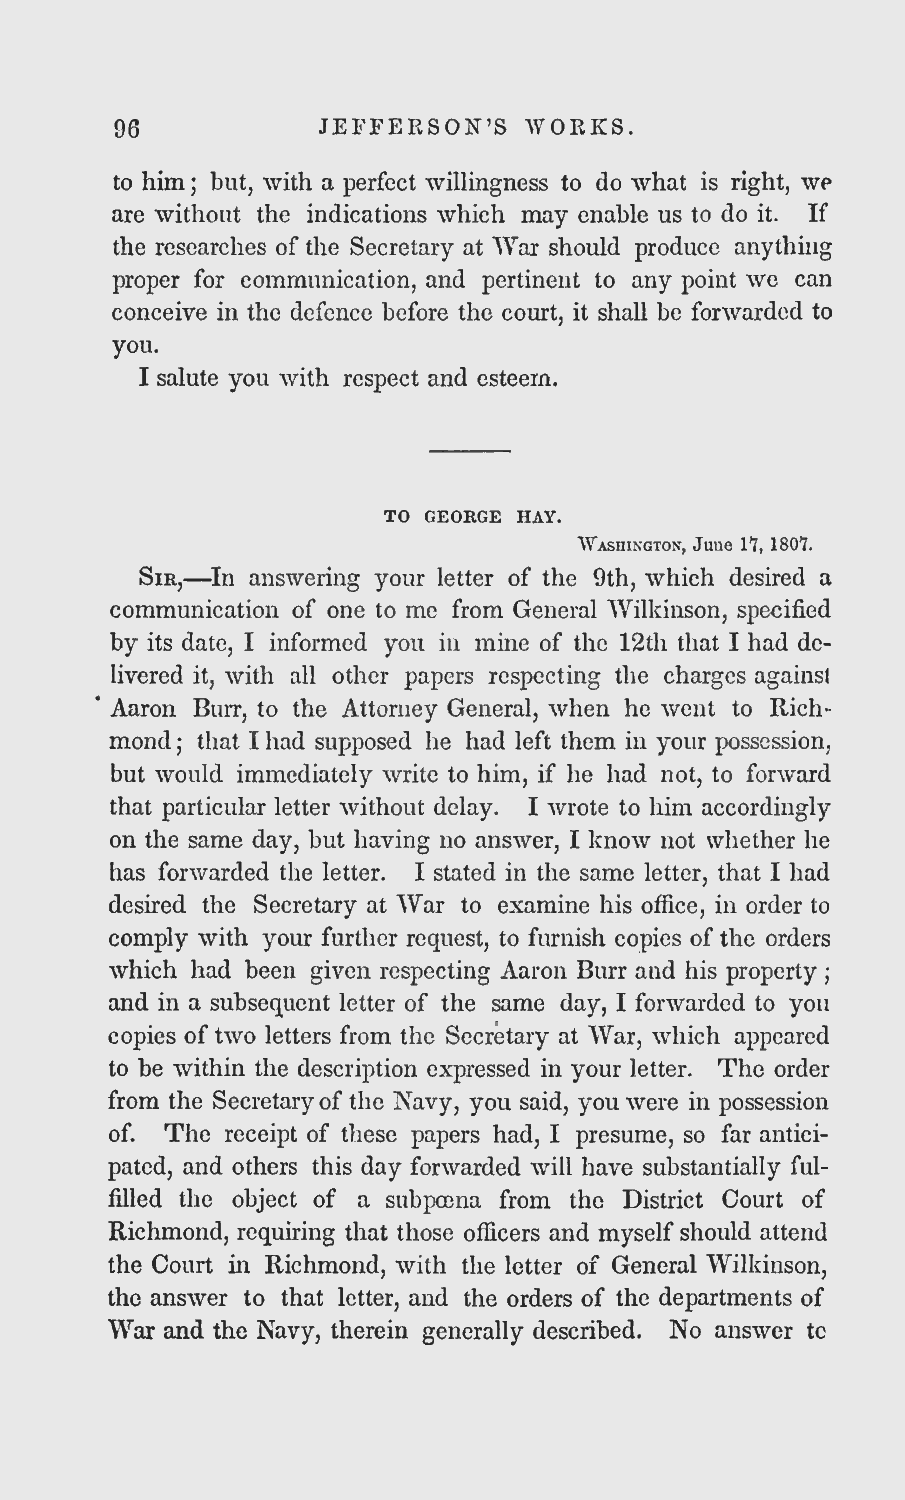 96 JEFFERSON'S WORKS.
to him; but, with a perfect willingness to do what is right, we
are without the indications which may enable us to do it. If
the researches of the Secretary at War should produce anything
proper for communication, and pertinent to any point we can
conceive in the defence before the court, it shall be forwarded to
you.
I salute you with respect and esteem.
TO GEORGE HAY.
WASHINGTON, June 17, 1807.
SIR,—In answering your letter of the 9th, which desired a
communication of one to me from General Wilkinson, specified
by its date, I informed you in mine of the 12th that I had de-
livered it, with all other papers respecting the charges against
Aaron Burr, to the Attorney General, when he went to Rich-
mond; that I had supposed he had left them in your possession,
but would immediately write to him, if he had not, to forward
that particular letter without delay. I wrote to him accordingly
on the same day, but having no answer, I know not whether he
has forwarded the letter. I stated in the same letter, that I had
desired the Secretary at War to examine his office, in order to
comply with your further request, to furnish copies of the orders
which had been given respecting Aaron Burr and his property;
and in a subsequent letter of the same day, I forwarded to you
copies of two letters from the Secretary at War, which appeared
to be within the description expressed in your letter. The order
from the Secretary of the Navy, you said, you were in possession
of. The receipt of these papers had, I presume, so far antici-
pated, and others this day forwarded will have substantially ful-
filled the object of a subpœna from the District Court of
Richmond, requiring that those officers and myself should attend
the Court in Richmond, with the letter of General Wilkinson,
the answer to that letter, and the orders of the departments of
War and the Navy, therein generally described. No answer to